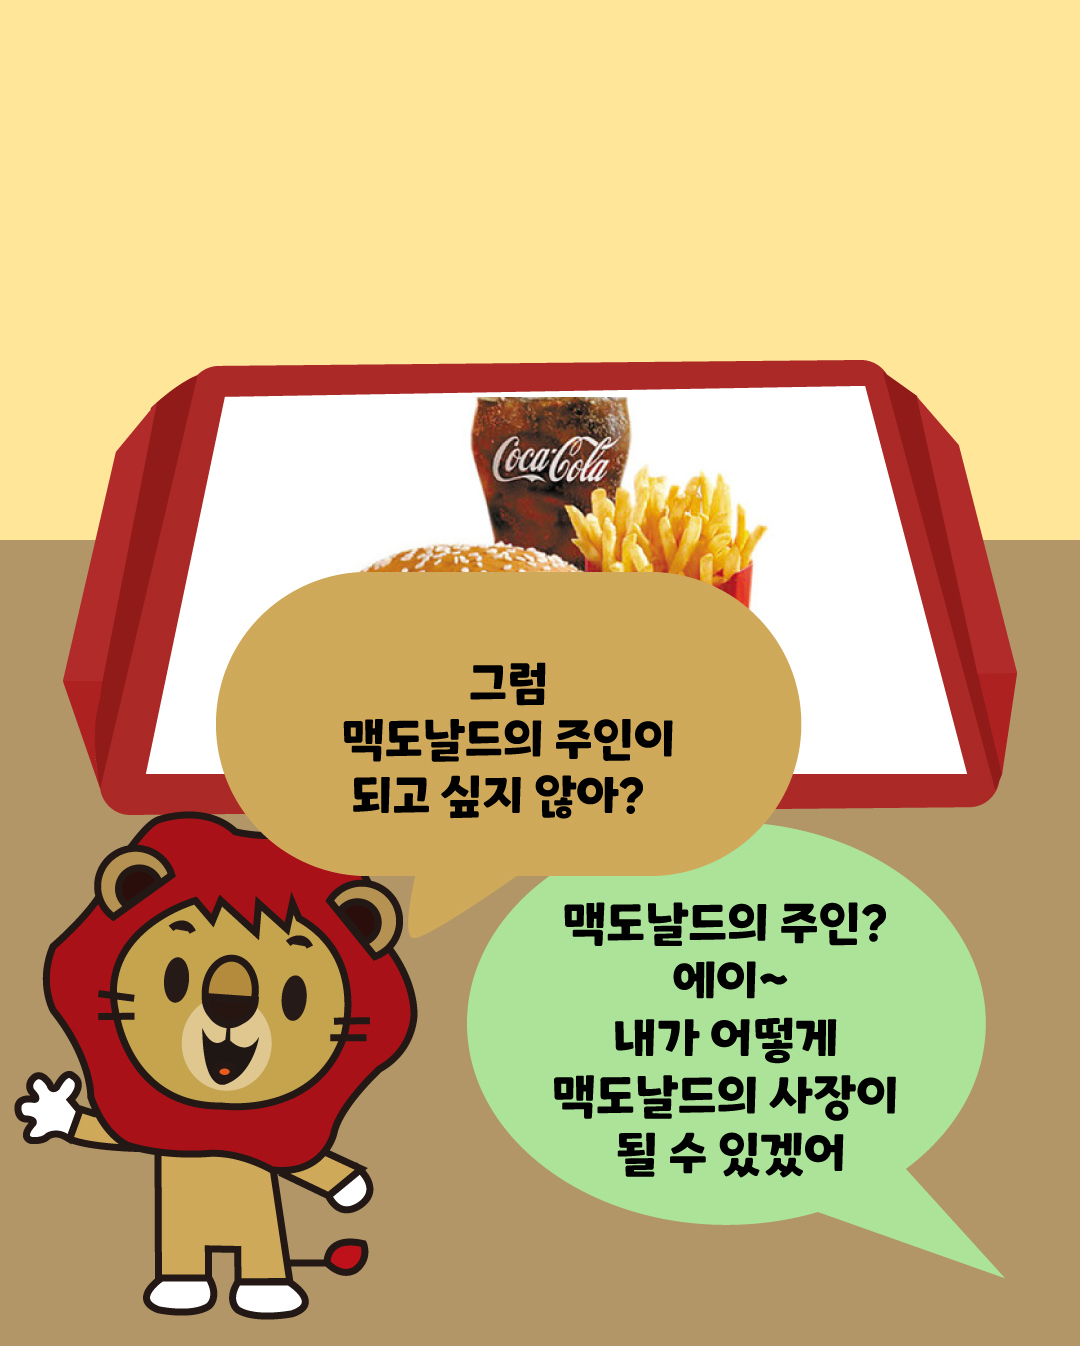 Coca-Cola
그럼
맥도날드의 주인이
되고 싶지 않아?
맥도날드의 주인?
에이~
내가 어떻게
맥도날드의 사장이
될 수 있겠어